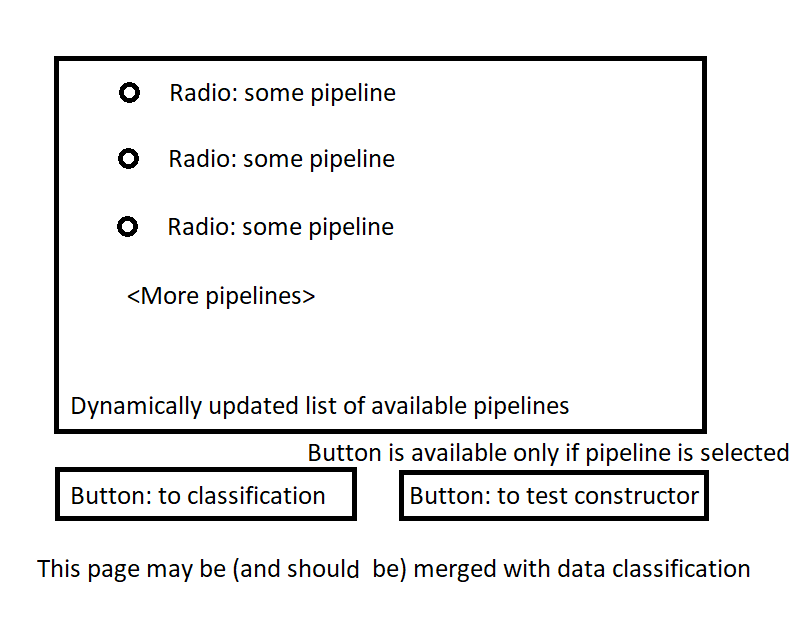 Radio: some pipeline
Radio: some pipeline
Radio: some pipeline
<More pipelines>
Dynamically updated list of available pipelines
Button is available only if pipeline is selected
Button: to classification
Button: to test constructor
This page may be (and should be) merged with data classification